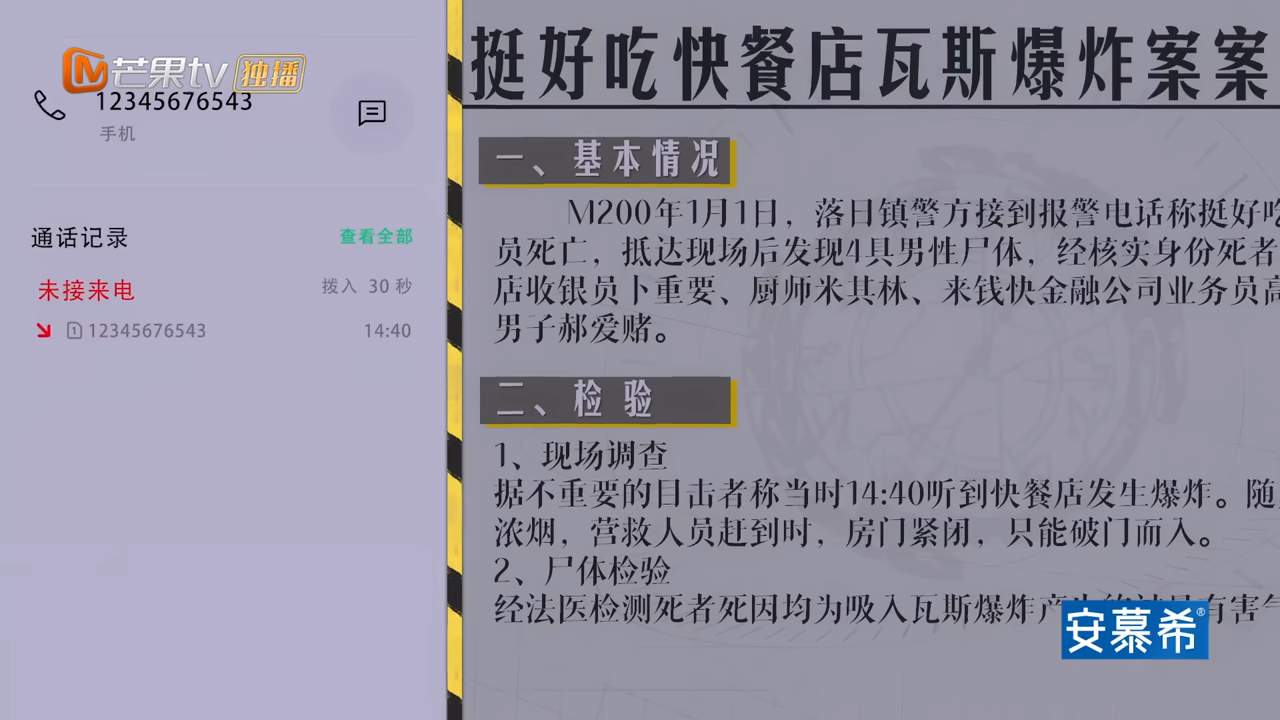 芒果tv 独播
12345676543
手机
通话记录
查看全部
未接来电
拨入 30 秒
1 12345676543
14:40
挺好吃快餐店瓦斯爆炸案案
一、基本情况
M200年1月1日，落日镇警方接到报警电话称挺好吃
员死亡，抵达现场后发现4具男性尸体，经核实身份死者
店收银员卜重要、厨师米其林、来钱快金融公司业务员高
男子郝爱赌。
二、检 验
1、现场调查
据不重要的目击者称当时14:40听到快餐店发生爆炸。随
浓烟，营救人员赶到时，房门紧闭，只能破门而入。
2、尸体检验
经法医检测死者死因均为吸入瓦斯爆炸产生的
有害
安慕希®